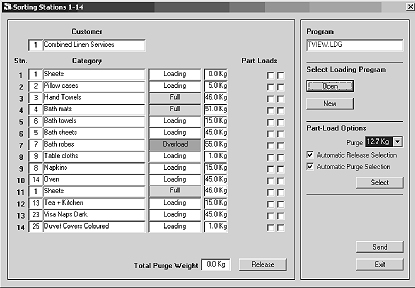 Sorting Stations 1-14
Customer
1 Combined Linen Services
Stn. Category Part Loads
1 1 Sheets Loading 0.0 Kg
2 2 Pillow cases Loading 5.0 Kg
3 3 Hand Towels Full 46.0 Kg
4 4 Bath mats Full 51.0 Kg
5 6 Bath towels Loading 15.0 Kg
6 5 Bath sheets Loading 45.0 Kg
7 7 Bath robes Overload 55.0 Kg
8 9 Table cloths Loading 1.0 Kg
9 8 Napkins Loading 15.0 Kg
10 14 Oven Loading 45.0 Kg
11 1 Sheets Full 46.0 Kg
12 13 Tea + Kitchen Loading 15.0 Kg
13 23 Visa Naps Dark. Loading 45.0 Kg
14 25 Duvet Covers Coloured Loading 1.0 Kg
Total Purge Weight 0.0 Kg Release
Program
TVIEW.LDG
Select Loading Program
Open
New
Part-Load Options
Purge 12.7 Kg
Automatic Release Selection
Automatic Purge Selection
Select
Send
Exit